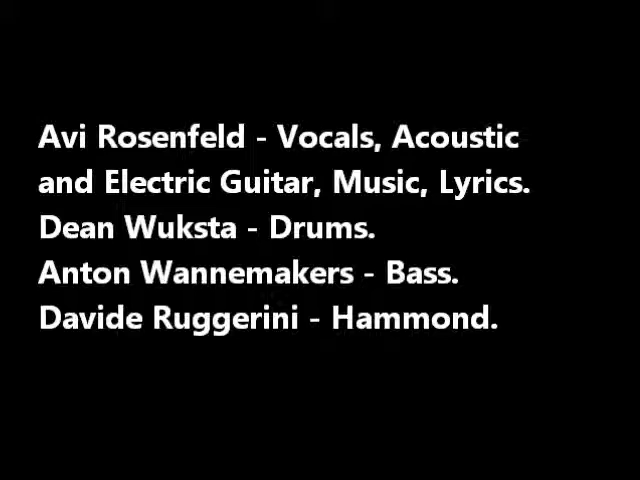 Avi Rosenfeld - Vocals, Acoustic
and Electric Guitar, Music, Lyrics.
Dean Wuksta - Drums.
Anton Wannemakers - Bass.
Davide Ruggerini - Hammond.